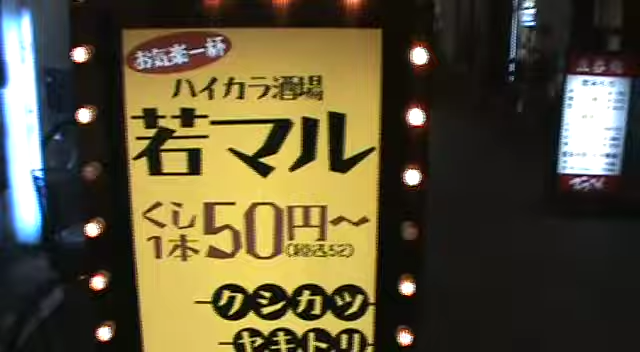 お気楽一杯
ハイカラ酒場
若マル
くし
1本50円〜
(税込52)
クシカツ
ヤキトリ